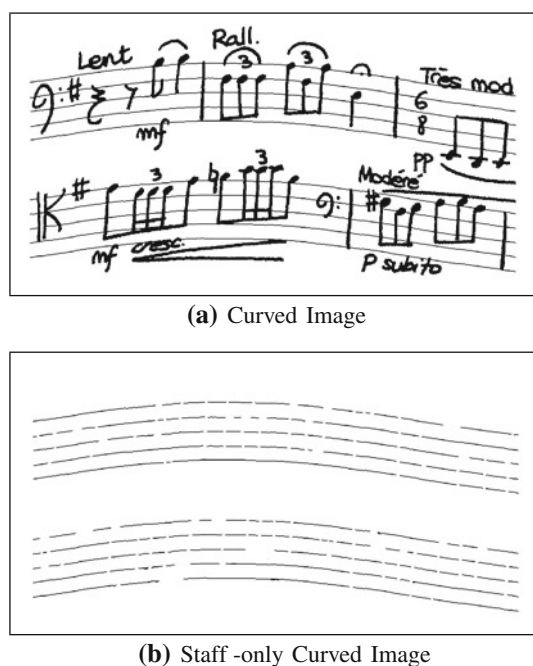 Lent Rall.
3 3 Très mod
6
8
mf PP
Modéré
3 3
mf cresc. P subito
(a) Curved Image
(b) Staff -only Curved Image